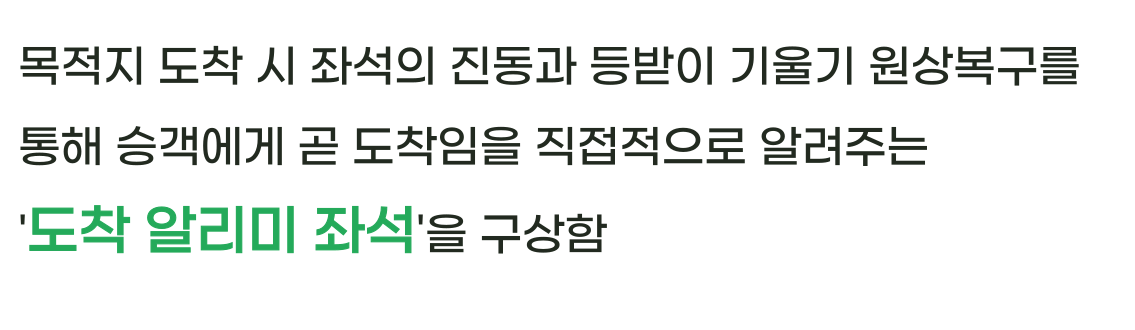 목적지 도착 시 좌석의 진동과 등받이 기울기 원상복구를
통해 승객에게 곧 도착임을 직접적으로 알려주는
'도착 알리미 좌석'을 구상함